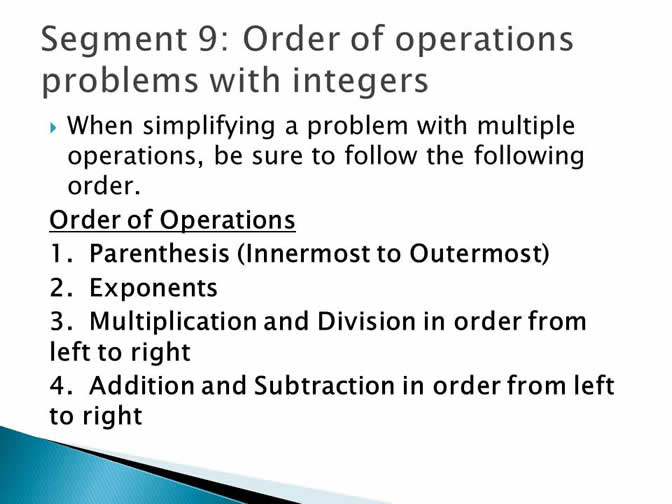 Segment 9: Order of operations
problems with integers
When simplifying a problem with multiple
operations, be sure to follow the following
order.
Order of Operations
1. Parenthesis (Innermost to Outermost)
2. Exponents
3. Multiplication and Division in order from
left to right
4. Addition and Subtraction in order from left
to right